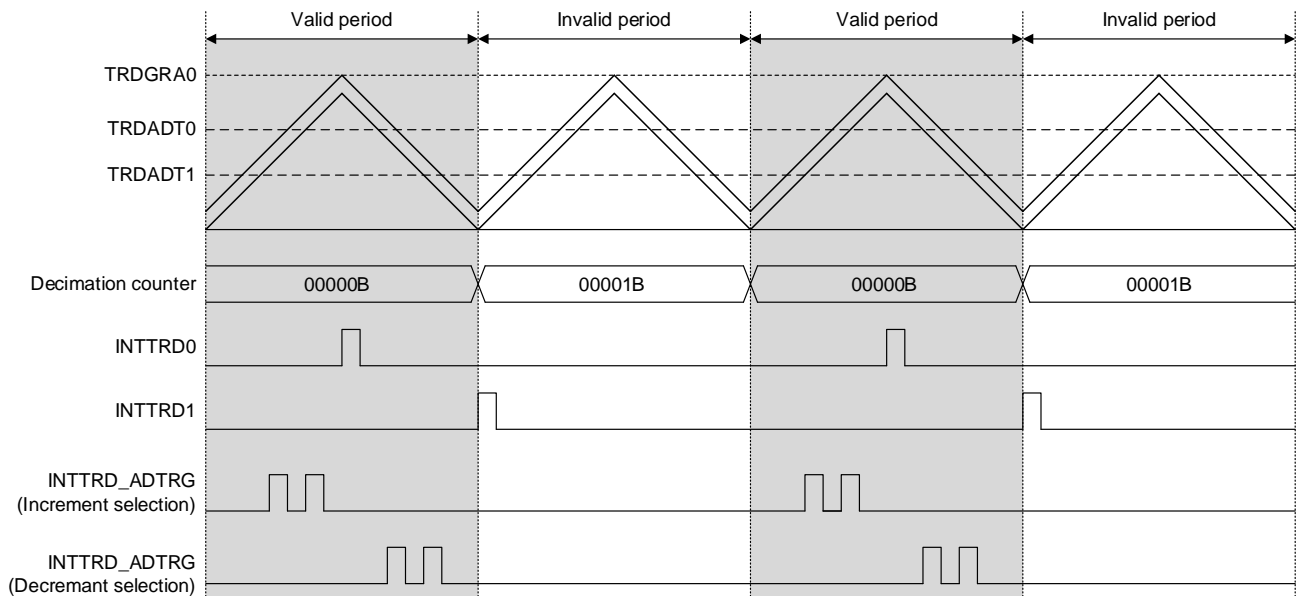 Valid period Invalid period Valid period Invalid period
TRDGRA0
TRDADT0
TRDADT1
Decimation counter 00000B 00001B 00000B 00001B
INTTRD0
INTTRD1
INTTRD_ADTRG
(Increment selection)
INTTRD_ADTRG
(Decremant selection)